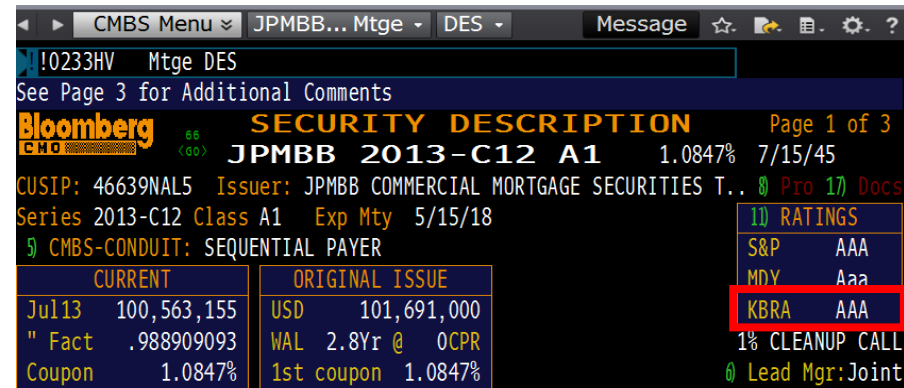 CMBS Menu JPMBB... Mtge DES Message ?
!0233HV Mtge DES
See Page 3 for Additional Comments
Bloomberg 66 SECURITY DESCRIPTION Page 1 of 3
CMO <GO> JPMBB 2013-C12 A1 1.0847% 7/15/45
CUSIP: 46639NAL5 Issuer: JPMBB COMMERCIAL MORTGAGE SECURITIES T.. 8) Pro 17) Docs
Series 2013-C12 Class A1 Exp Mty 5/15/18 11) RATINGS
5) CMBS-CONDUIT: SEQUENTIAL PAYER S&P AAA
CURRENT ORIGINAL ISSUE MDY Aaa
Jul13 100,563,155 USD 101,691,000 KBRA AAA
" Fact .988909093 WAL 2.8Yr @ 0CPR 1% CLEANUP CALL
Coupon 1.0847% 1st coupon 1.0847% 6) Lead Mgr:Joint